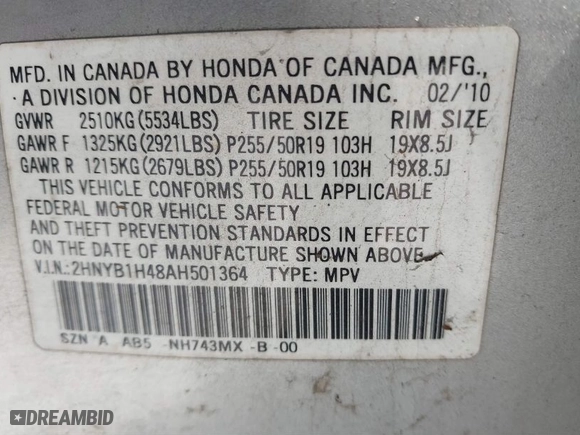 MFD. IN CANADA BY HONDA OF CANADA MFG.,
A DIVISION OF HONDA CANADA INC. 02/'10
GVWR 2510KG(5534LBS) TIRE SIZE RIM SIZE
GAWR F 1325KG(2921LBS) P255/50R19 103H 19X8.5J
GAWR R 1215KG(2679LBS) P255/50R19 103H 19X8.5J
THIS VEHICLE CONFORMS TO ALL APPLICABLE
FEDERAL MOTOR VEHICLE SAFETY
AND THEFT PREVENTION STANDARDS IN EFFECT
ON THE DATE OF MANUFACTURE SHOWN ABOVE.
V.I.N.:2HNYB1H48AH501364 TYPE: MPV
SZN A AB5 -NH743MX -B -00
DREAMBID